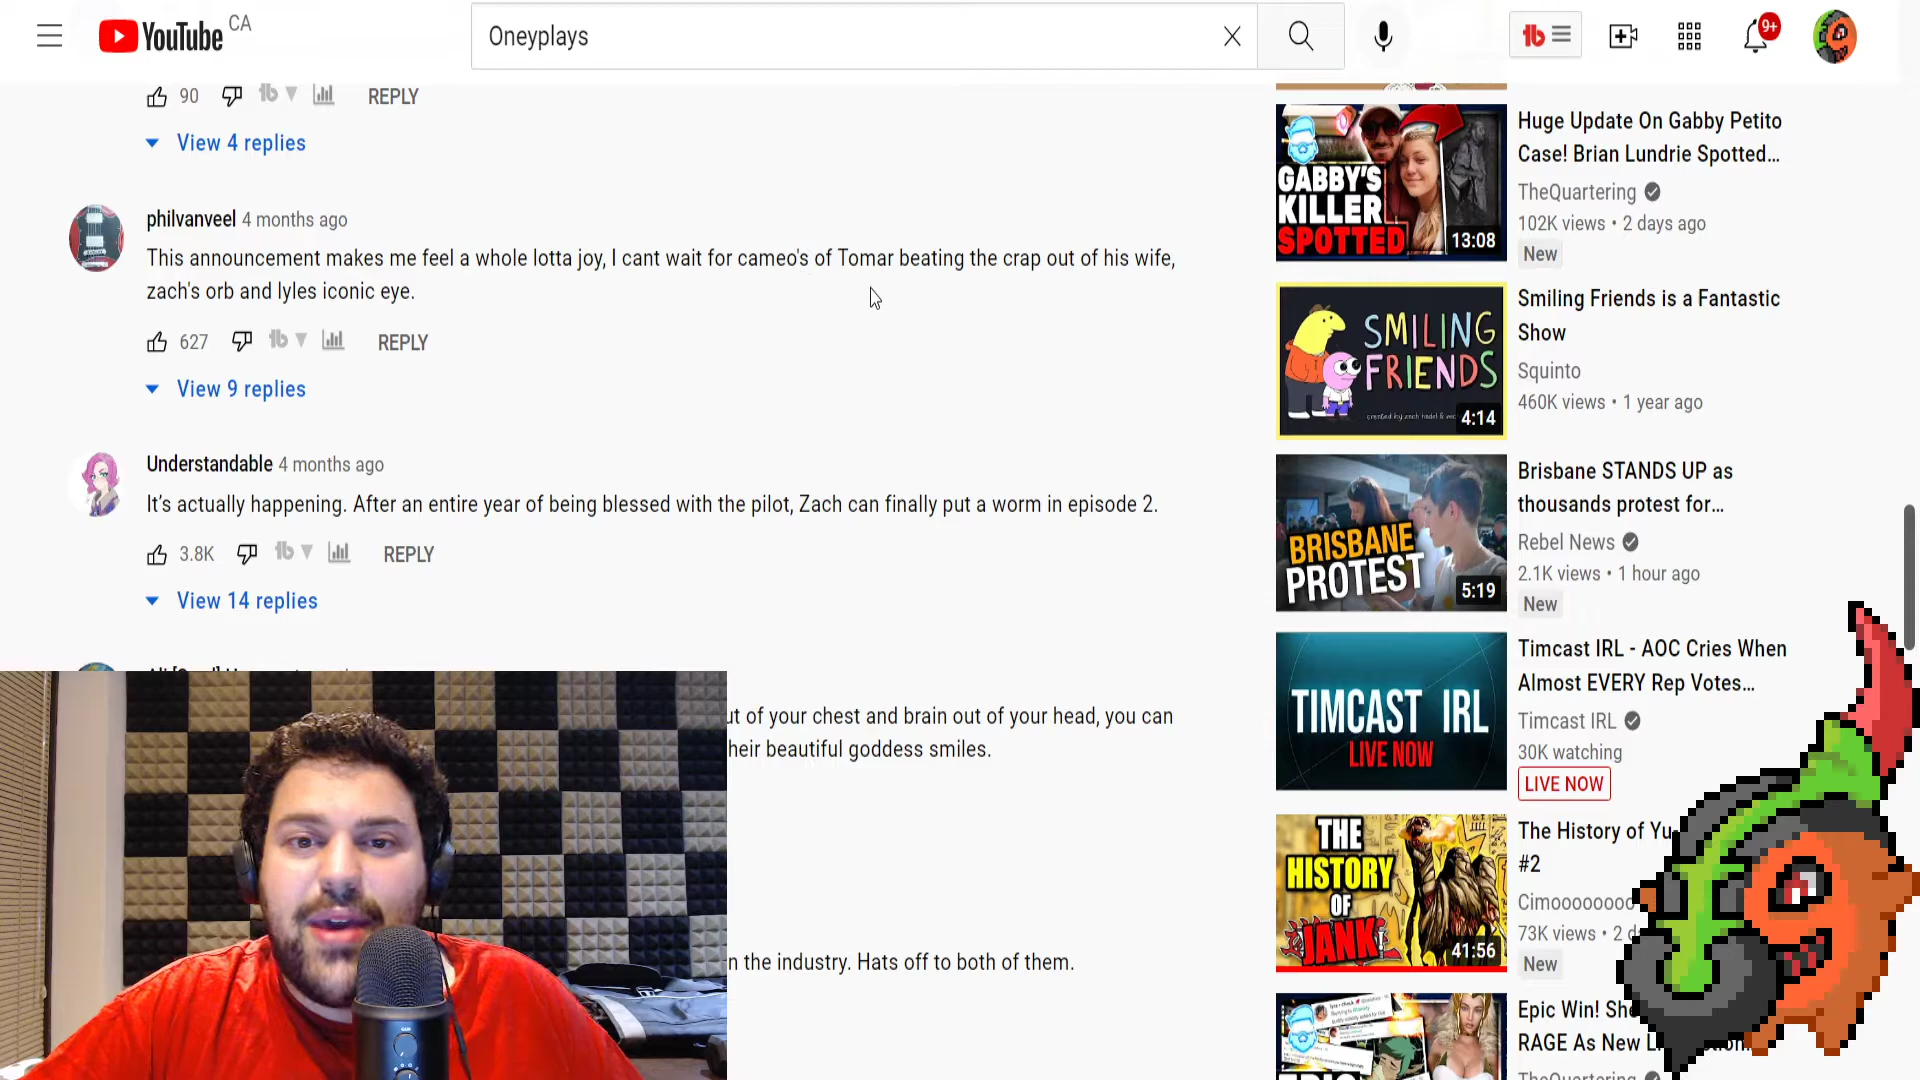 YouTube CA
Oneyplays
9+
90
REPLY
View 4 replies
philvanveel 4 months ago
This announcement makes me feel a whole lotta joy, I cant wait for cameo's of Tomar beating the crap out of his wife,
zach's orb and lyles iconic eye.
627
REPLY
View 9 replies
Understandable 4 months ago
It’s actually happening. After an entire year of being blessed with the pilot, Zach can finally put a worm in episode 2.
3.8K
REPLY
View 14 replies
of your chest and brain out of your head, you can
beautiful goddess smiles.
the industry. Hats off to both of them.
GABBY'S
KILLER
SPOTTED
13:08
Huge Update On Gabby Petito
Case! Brian Lundrie Spotted...
TheQuartering
102K views • 2 days ago
New
SMILING
FRIENDS
4:14
Smiling Friends is a Fantastic
Show
Squinto
460K views • 1 year ago
BRISBANE
PROTEST
5:19
Brisbane STANDS UP as
thousands protest for...
Rebel News
2.1K views • 1 hour ago
New
TIMCAST IRL
LIVE NOW
Timcast IRL - AOC Cries When
Almost EVERY Rep Votes...
Timcast IRL
30K watching
LIVE NOW
THE
HISTORY
OF
JANK
41:56
The History of Yu
#2
Cimoooooooo
73K views • 2
New
Epic Win! She
RAGE As New
TheQuartering